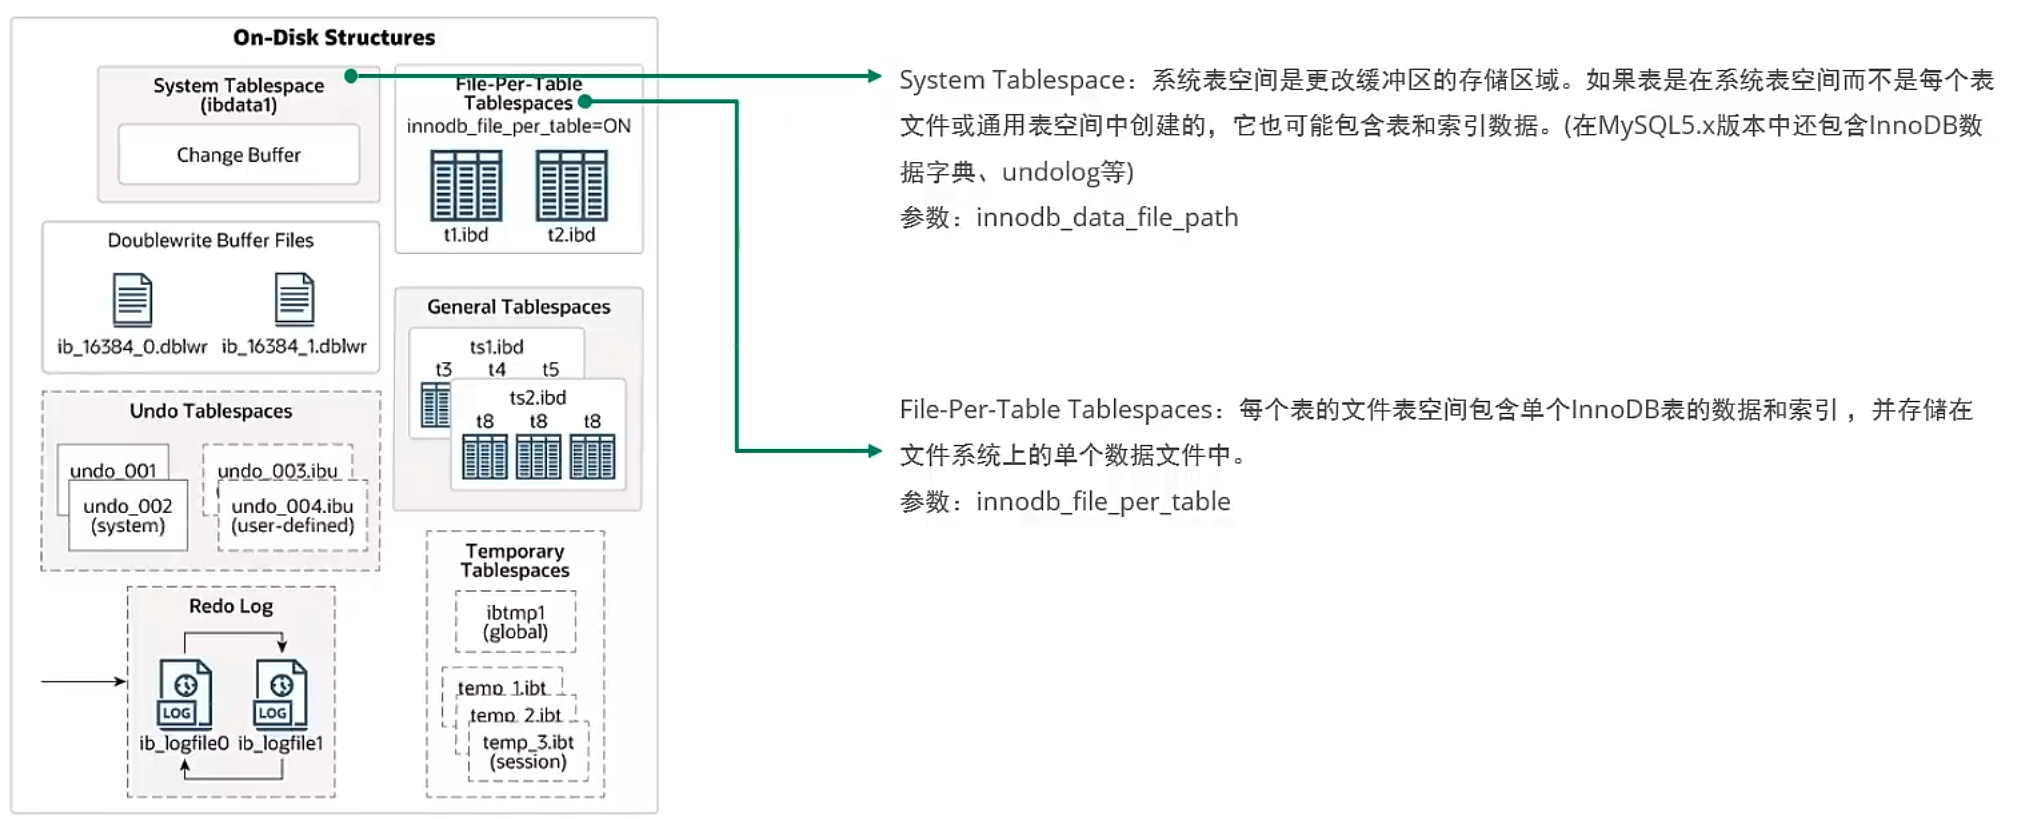 On-Disk Structures
System Tablespace
(ibdata1)
Change Buffer
File-Per-Table
Tablespaces
innodb_file_per_table=ON
t1.ibd
t2.ibd
Doublewrite Buffer Files
ib_16384_0.dblwr
ib_16384_1.dblwr
General Tablespaces
ts1.ibd
t3 t4 t5
ts2.ibd
t8 t8 t8
Undo Tablespaces
undo_001
undo_002
(system)
undo_003.ibu
undo_004.ibu
(user-defined)
Redo Log
LOG
LOG
ib_logfile0
ib_logfile1
Temporary
Tablespaces
ibtmp1
(global)
temp_1.ibt
temp_2.ibt
temp_3.ibt
(session)
System Tablespace：系统表空间是更改缓冲区的存储区域。如果表是在系统表空间而不是每个表
文件或通用表空间中创建的，它也可能包含表和索引数据。(在MySQL5.x版本中还包含InnoDB数
据字典、undolog等)
参数：innodb_data_file_path
File-Per-Table Tablespaces：每个表的文件表空间包含单个InnoDB表的数据和索引 ，并存储在
文件系统上的单个数据文件中。
参数：innodb_file_per_table